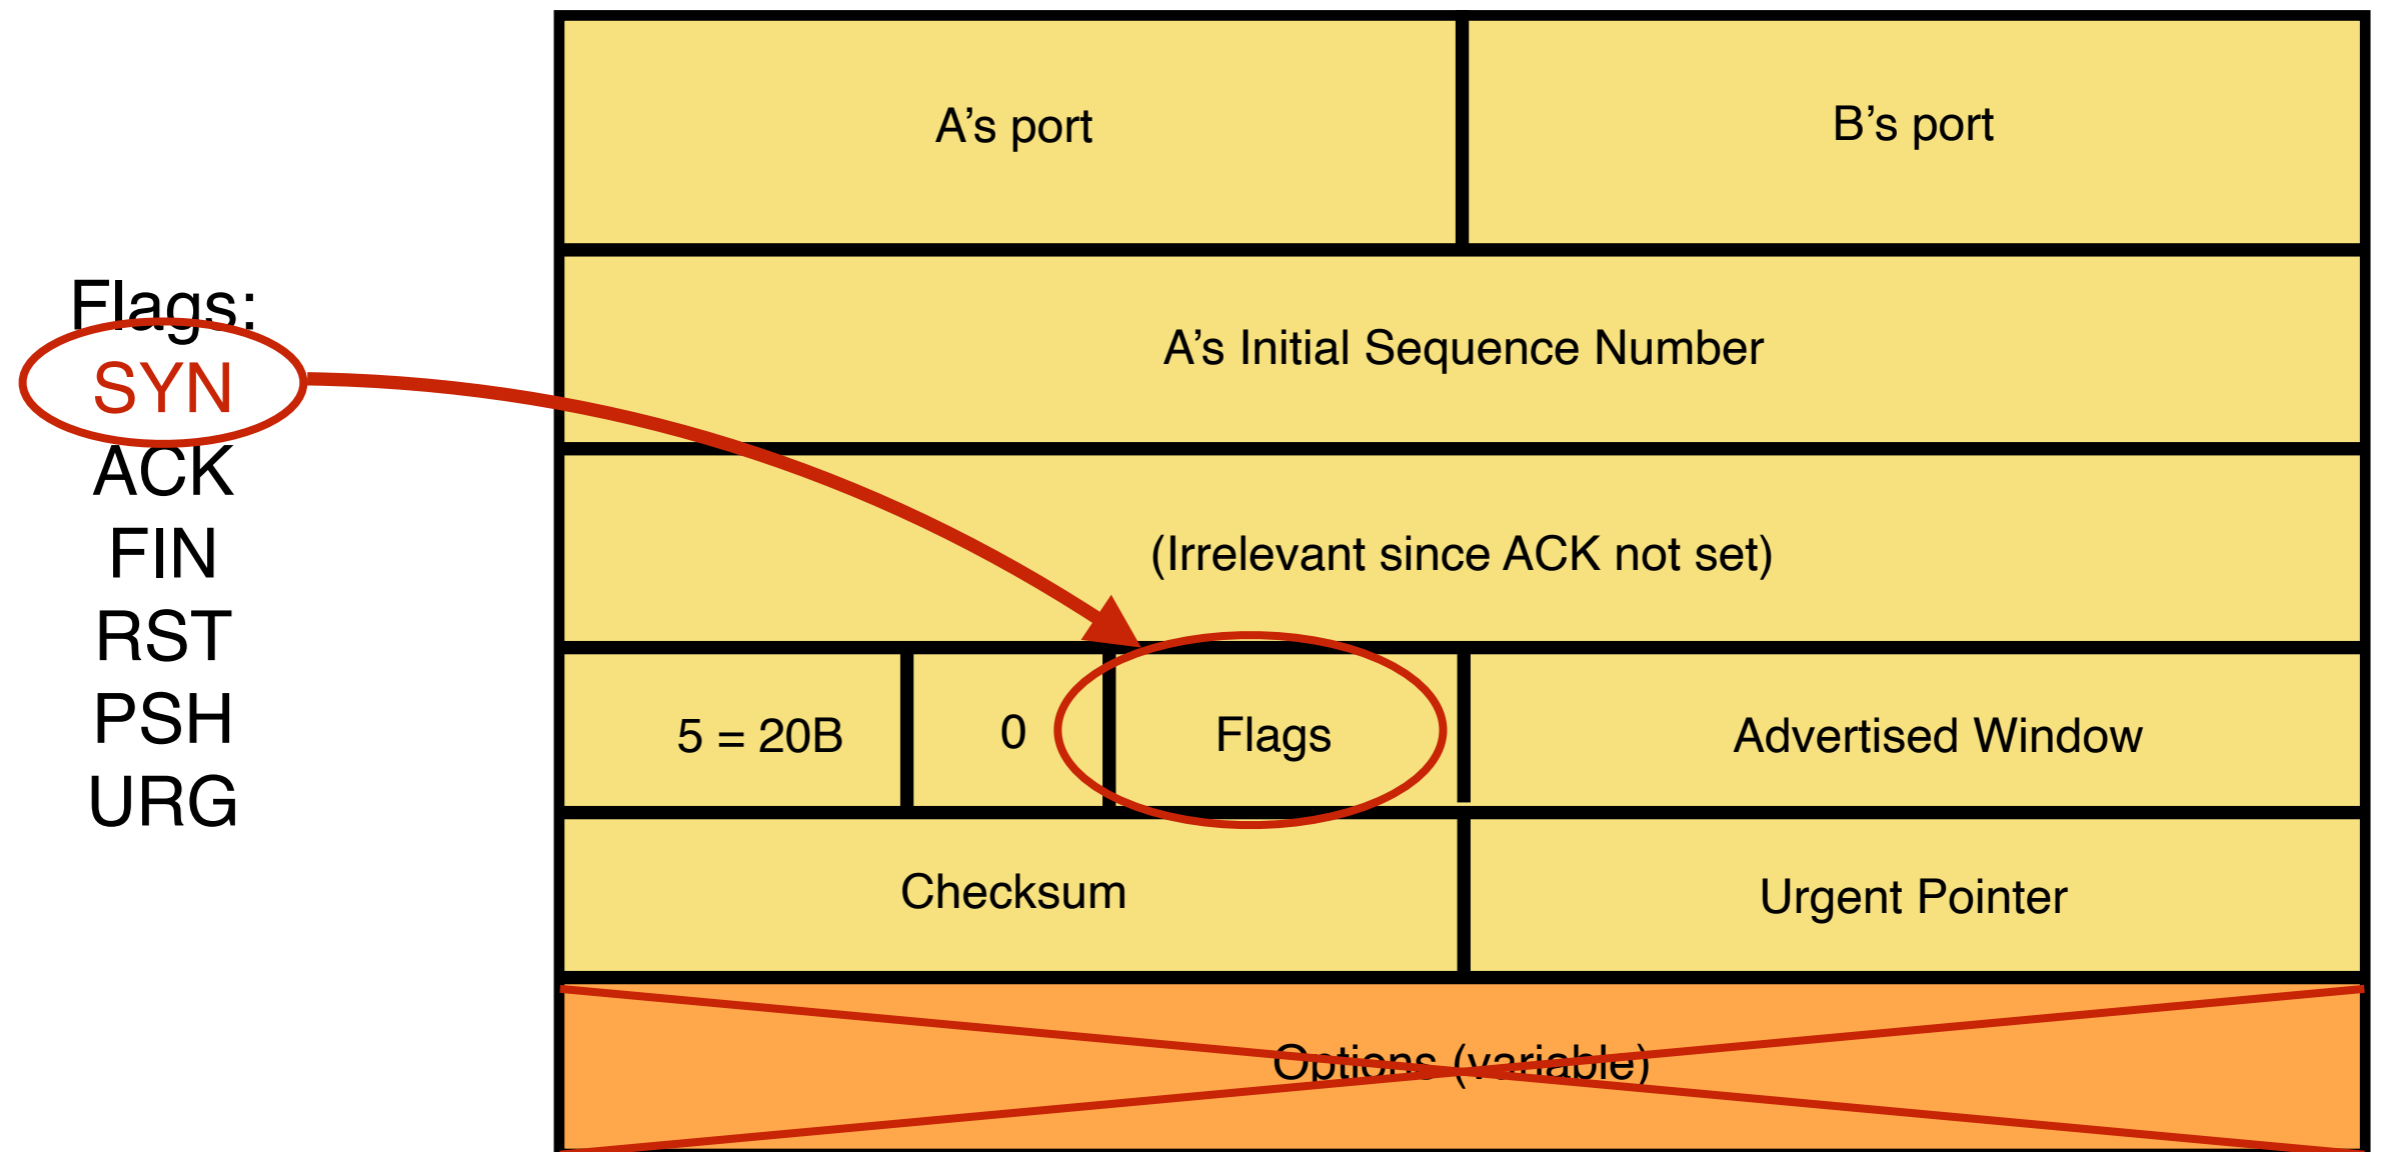 A’s port
B’s port
Flags:
SYN
ACK
FIN
RST
PSH
URG
A’s Initial Sequence Number
(Irrelevant since ACK not set)
5 = 20B
0
Flags
Advertised Window
Checksum
Urgent Pointer
Options (variable)